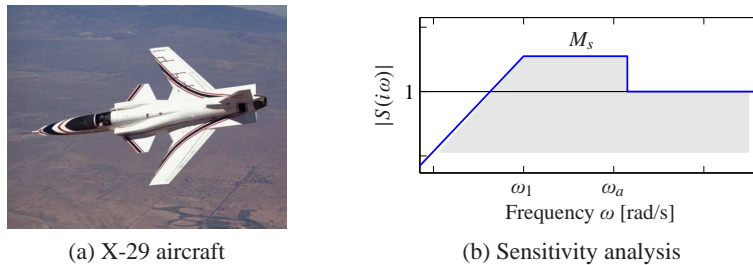 M_s
|S(iω)|
1
ω_1
ω_a
Frequency ω [rad/s]
(a) X-29 aircraft
(b) Sensitivity analysis